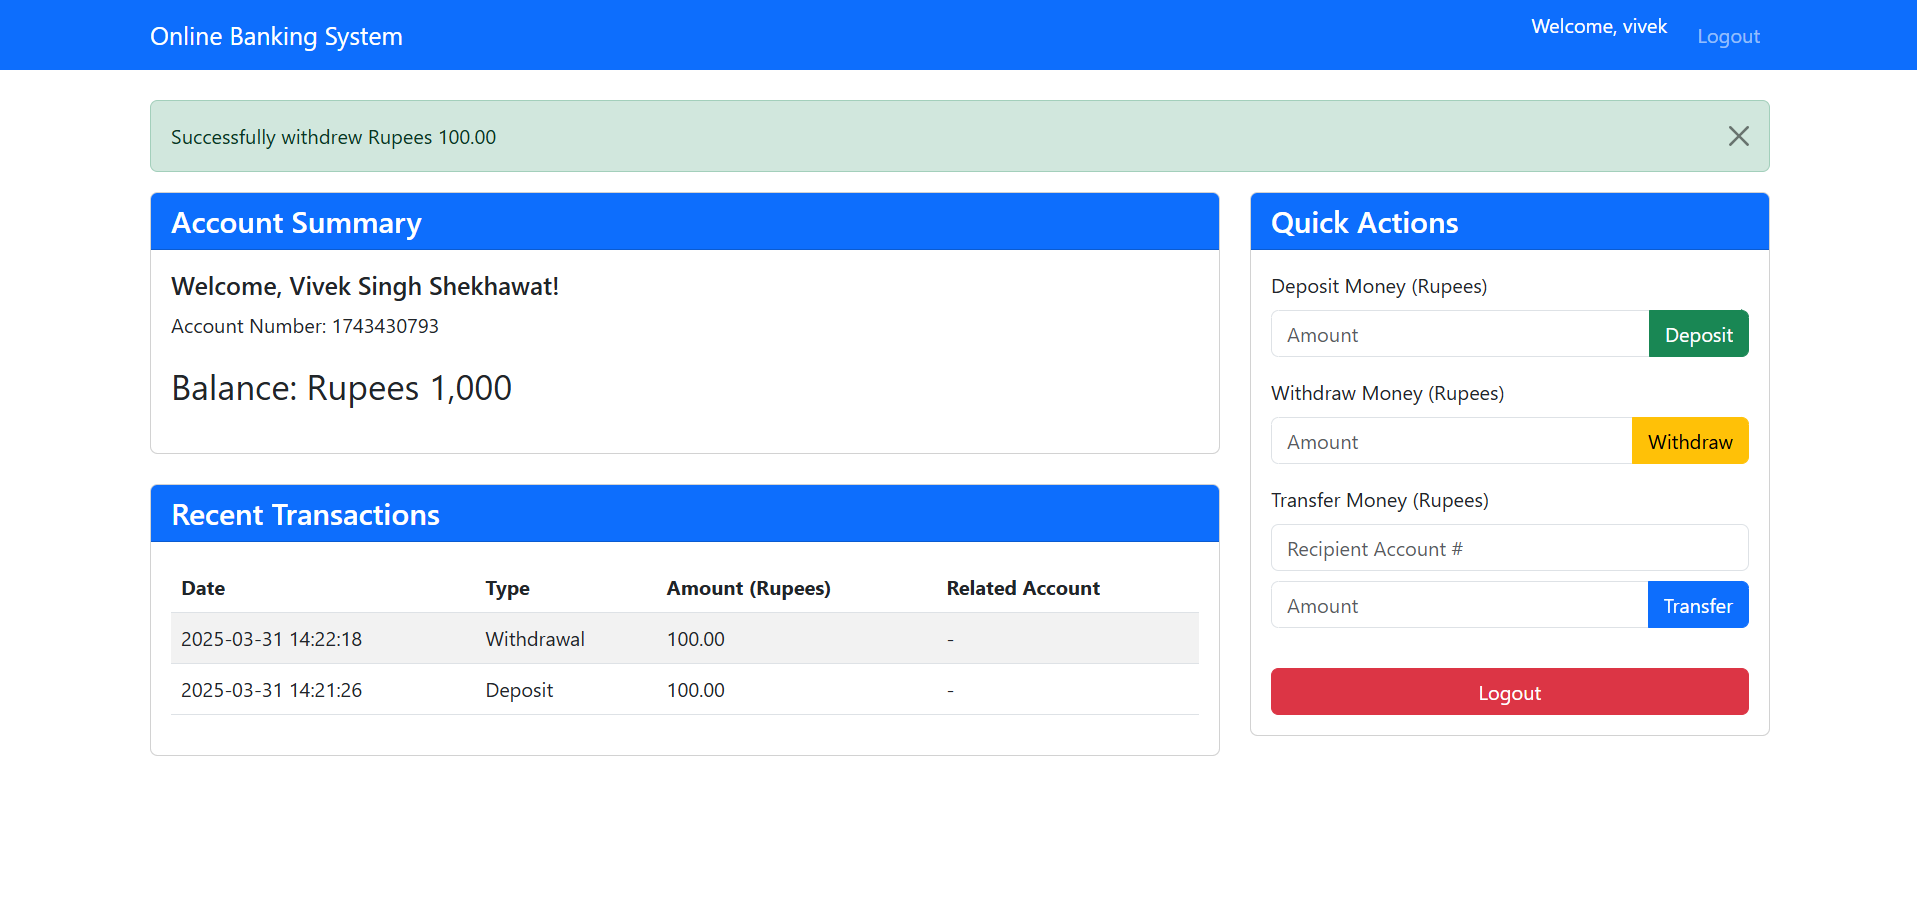 Online Banking System
Welcome, vivek
Logout
Successfully withdrew Rupees 100.00
Account Summary
Welcome, Vivek Singh Shekhawat!
Account Number: 1743430793
Balance: Rupees 1,000
Recent Transactions
Date Type Amount (Rupees) Related Account
2025-03-31 14:22:18 Withdrawal 100.00 -
2025-03-31 14:21:26 Deposit 100.00 -
Quick Actions
Deposit Money (Rupees)
Amount Deposit
Withdraw Money (Rupees)
Amount Withdraw
Transfer Money (Rupees)
Recipient Account #
Amount Transfer
Logout